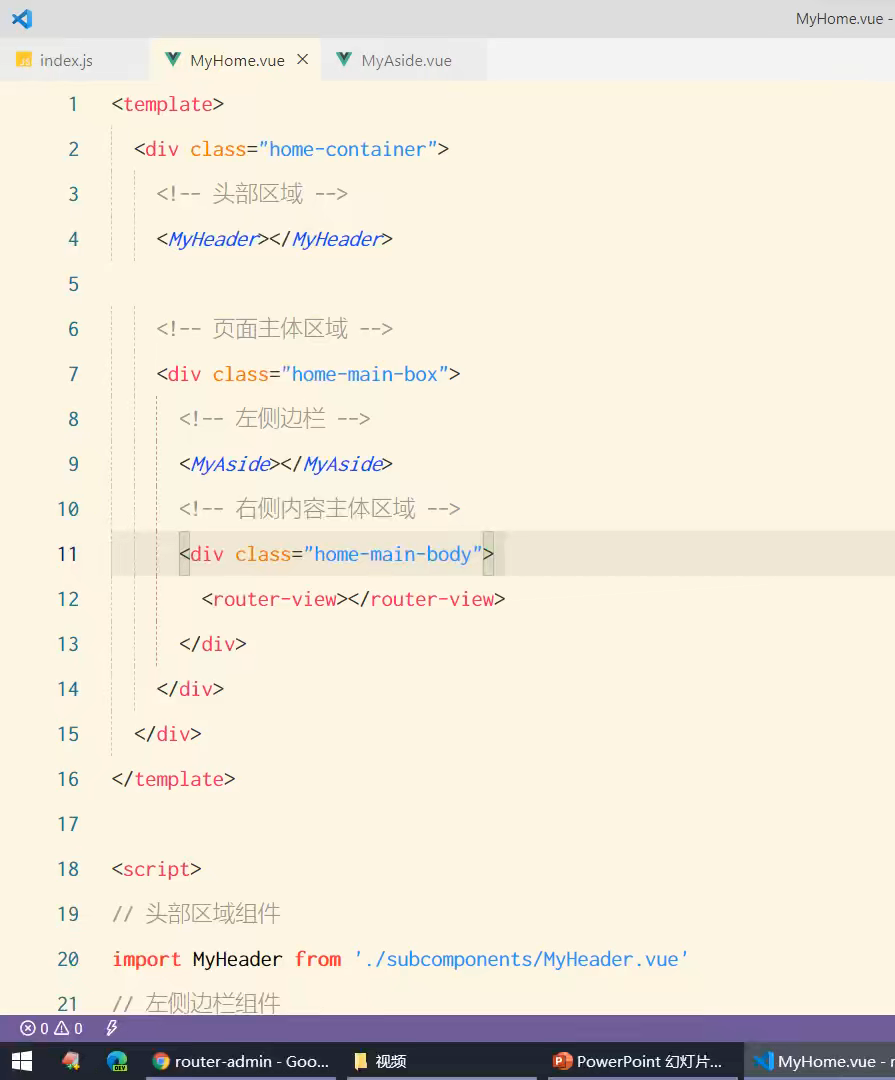 MyHome.vue -
JS index.js
MyHome.vue ×
MyAside.vue
1 <template>
2 <div class="home-container">
3 <!-- 头部区域 -->
4 <MyHeader></MyHeader>
5
6 <!-- 页面主体区域 -->
7 <div class="home-main-box">
8 <!-- 左侧边栏 -->
9 <MyAside></MyAside>
10 <!-- 右侧内容主体区域 -->
11 <div class="home-main-body">
12 <router-view></router-view>
13 </div>
14 </div>
15 </div>
16 </template>
17
18 <script>
19 // 头部区域组件
20 import MyHeader from './subcomponents/MyHeader.vue'
21 // 左侧边栏组件
0 0
DEV
router-admin - Goo...
视频
P PowerPoint 幻灯片...
MyHome.vue - r